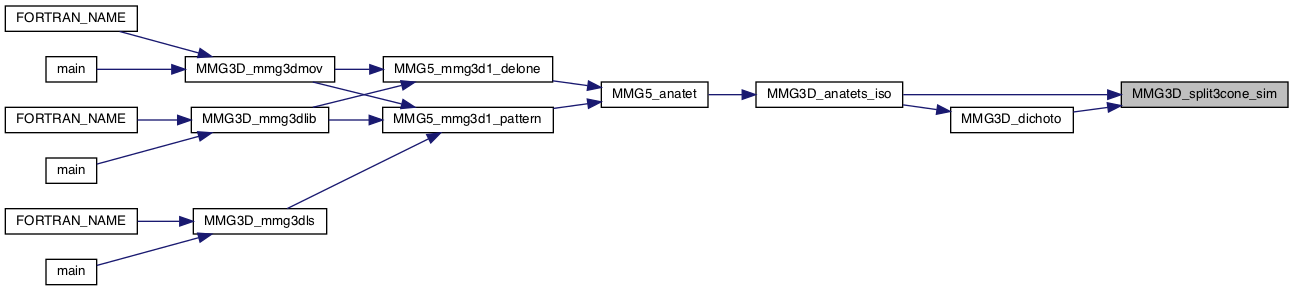 FORTRAN_NAME
main
MMG3D_mmg3dmov
MMG5_mmg3d1_delone
MMG5_anatet
MMG3D_anatets_iso
MMG3D_split3cone_sim
FORTRAN_NAME
MMG3D_mmg3dlib
MMG5_mmg3d1_pattern
MMG3D_dichoto
main
FORTRAN_NAME
MMG3D_mmg3dls
main